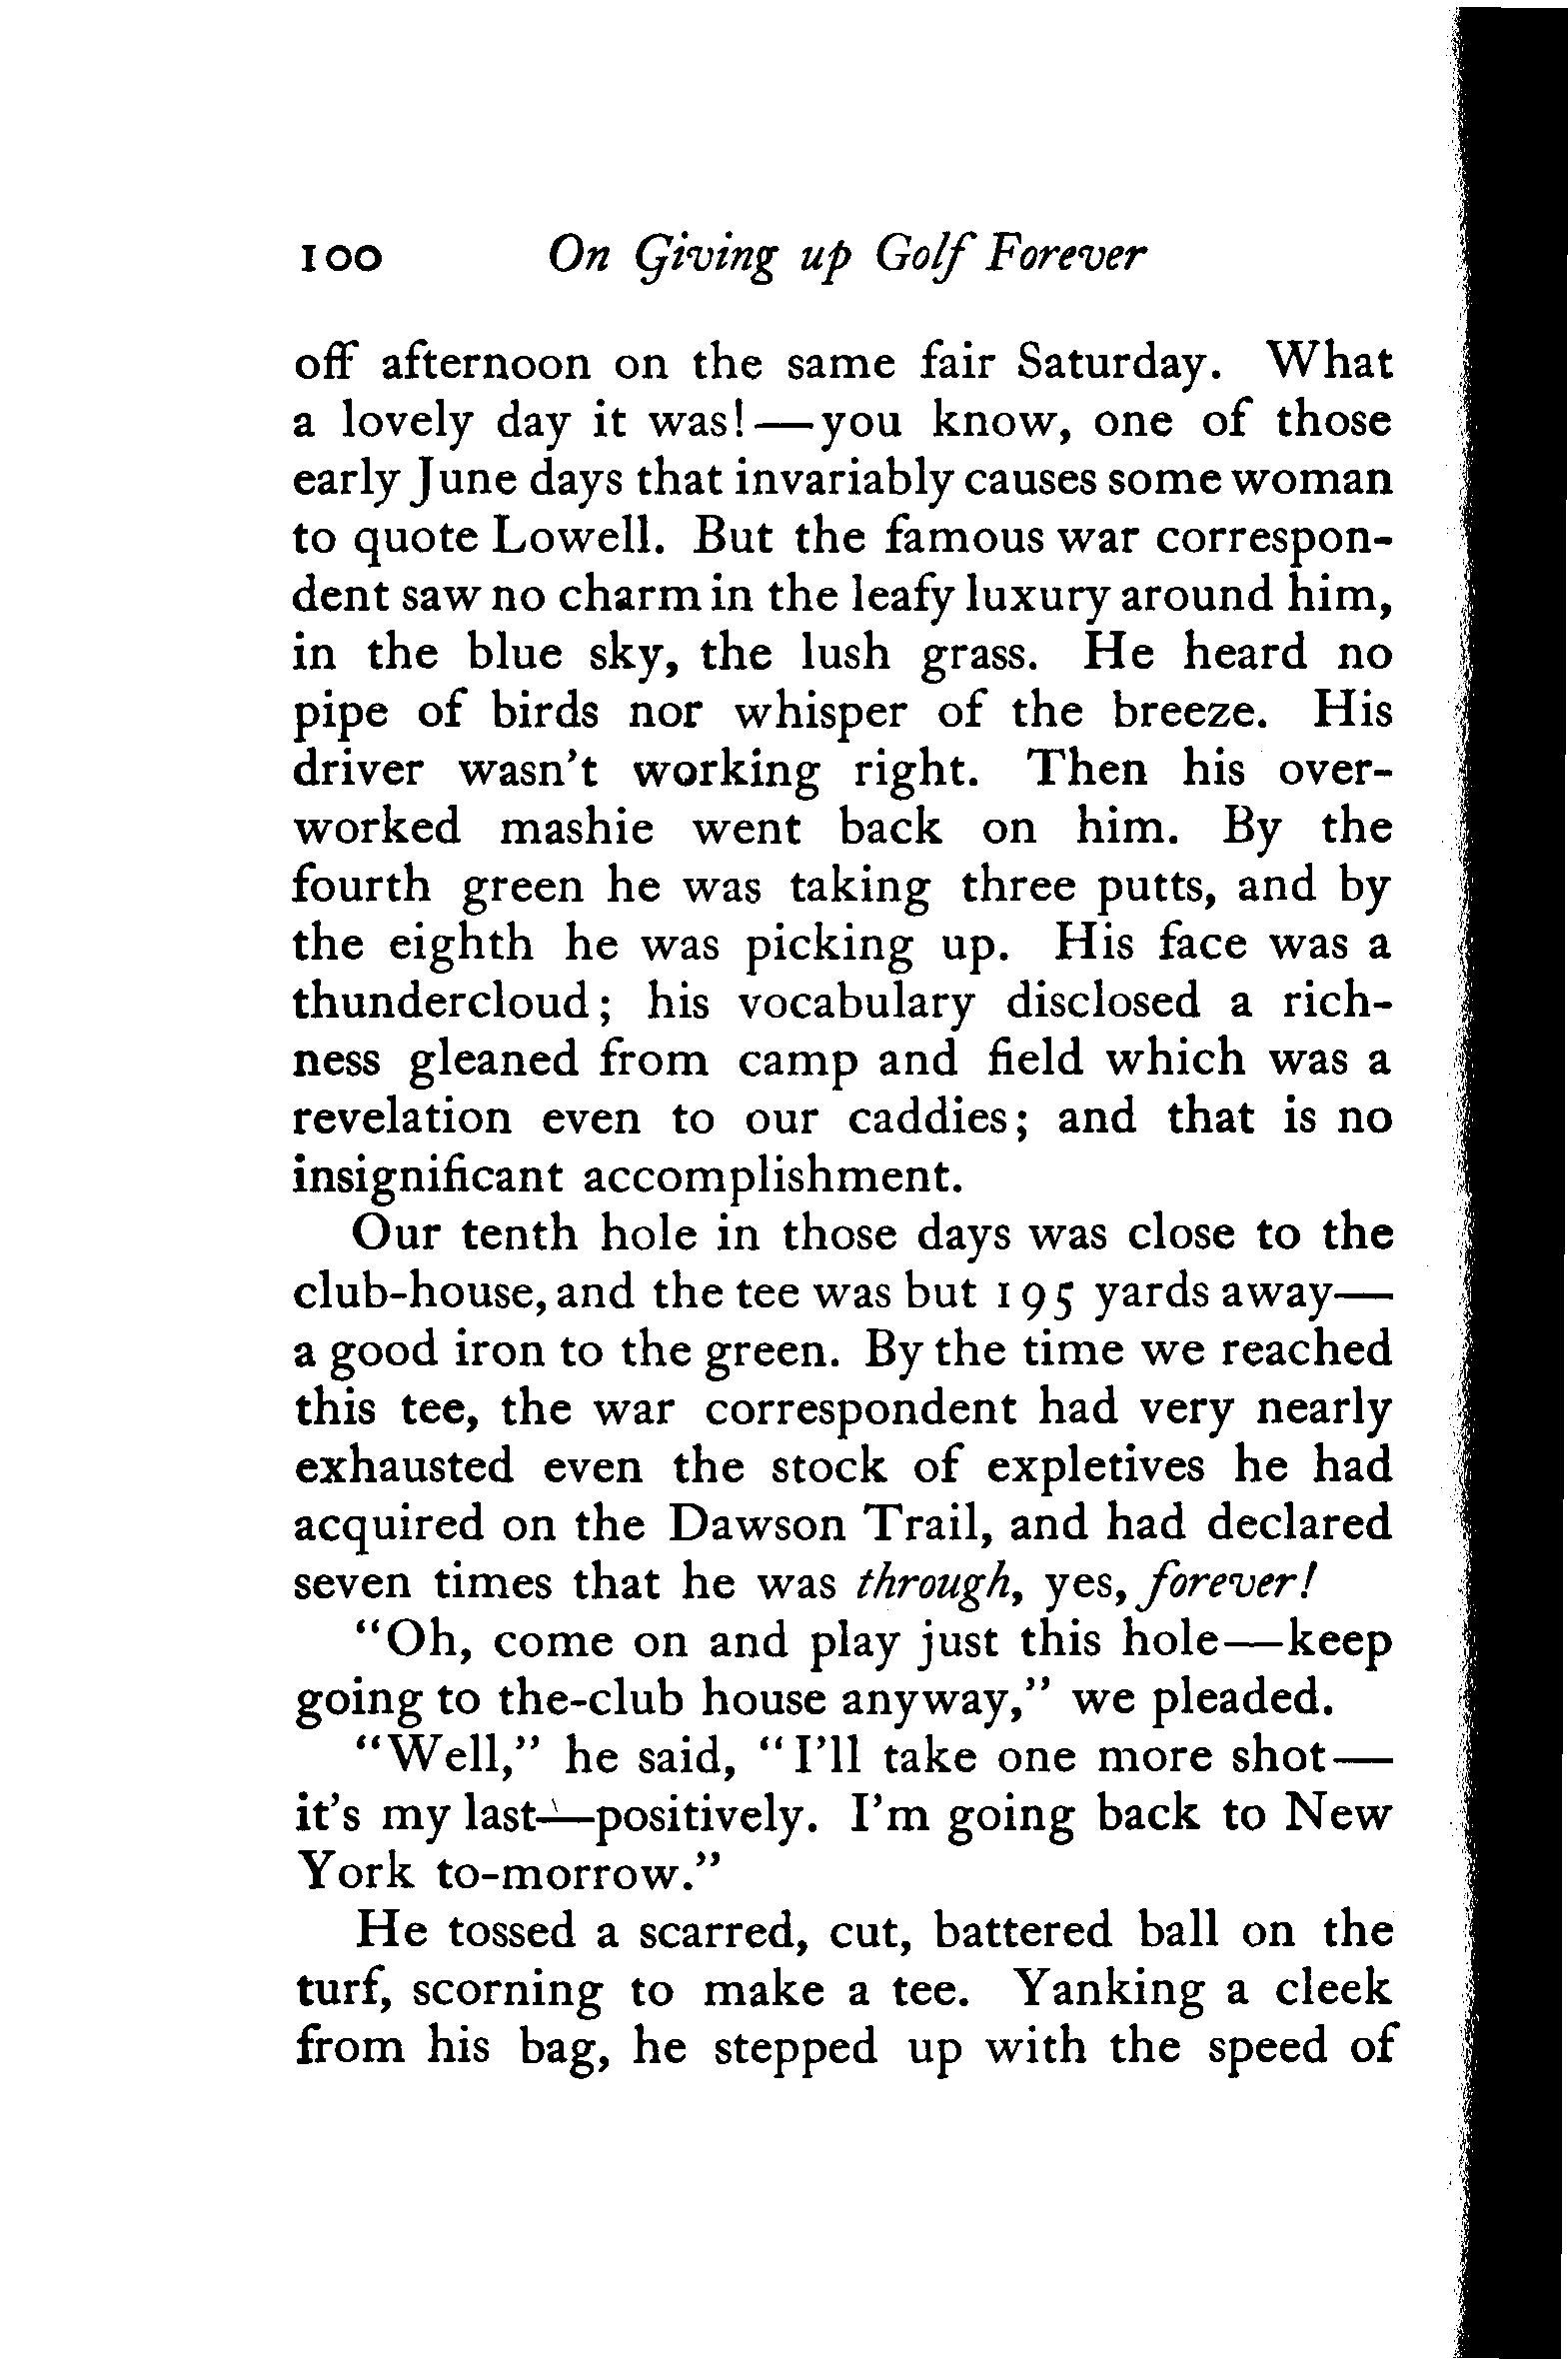 100 On Giving up Golf Forever
off afternoon on the same fair Saturday. What
a lovely day it was!—you know, one of those
early June days that invariably causes some woman
to quote Lowell. But the famous war correspon-
dent saw no charm in the leafy luxury around him,
in the blue sky, the lush grass. He heard no
pipe of birds nor whisper of the breeze. His
driver wasn't working right. Then his over-
worked mashie went back on him. By the
fourth green he was taking three putts, and by
the eighth he was picking up. His face was a
thundercloud; his vocabulary disclosed a rich-
ness gleaned from camp and field which was a
revelation even to our caddies; and that is no
insignificant accomplishment.
Our tenth hole in those days was close to the
club-house, and the tee was but 195 yards away—
a good iron to the green. By the time we reached
this tee, the war correspondent had very nearly
exhausted even the stock of expletives he had
acquired on the Dawson Trail, and had declared
seven times that he was through, yes, forever!
"Oh, come on and play just this hole—keep
going to the-club house anyway," we pleaded.
"Well," he said, "I'll take one more shot—
it's my last—positively. I'm going back to New
York to-morrow."
He tossed a scarred, cut, battered ball on the
turf, scorning to make a tee. Yanking a cleek
from his bag, he stepped up with the speed of